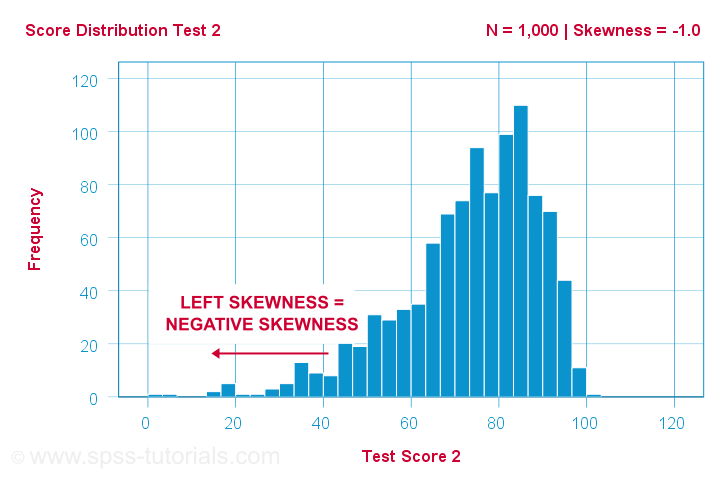 Score Distribution Test 2
N = 1,000 | Skewness = -1.0
120
100
80
60
40
20
0
Frequency
LEFT SKEWNESS =
NEGATIVE SKEWNESS
0 20 40 60 80 100 120
Test Score 2
© www.spss-tutorials.com